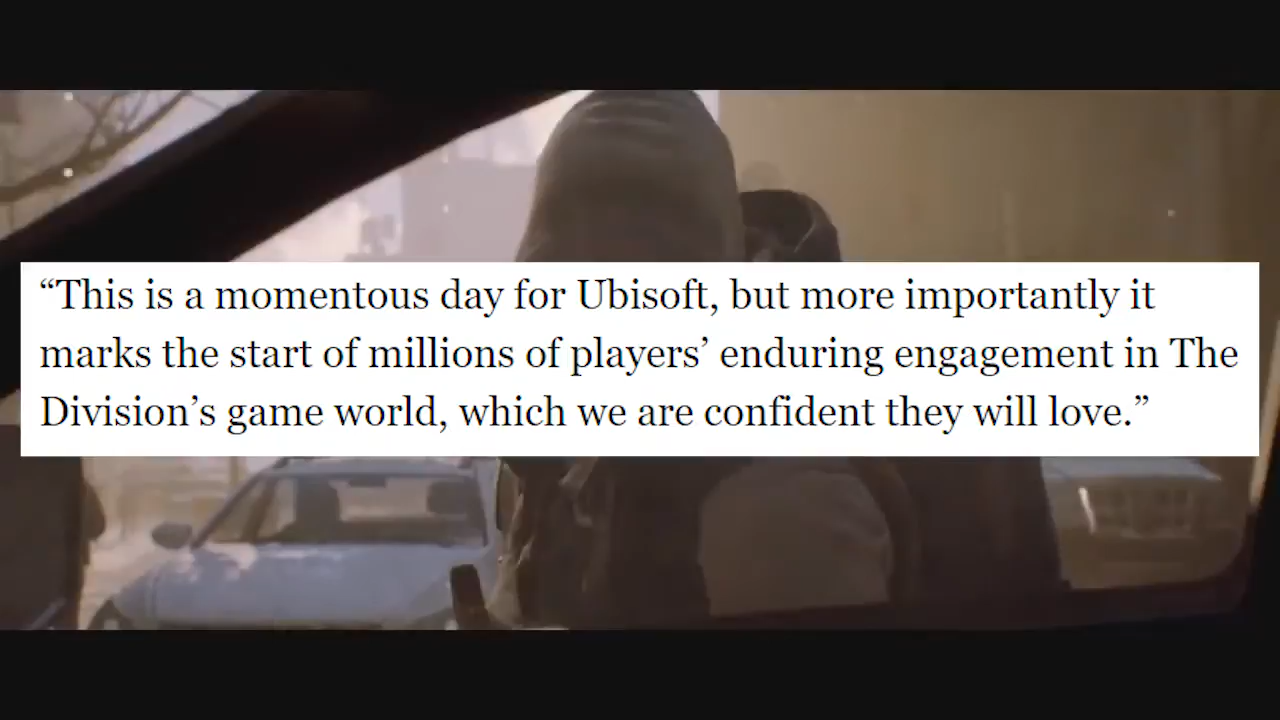 “This is a momentous day for Ubisoft, but more importantly it
marks the start of millions of players’ enduring engagement in The
Division’s game world, which we are confident they will love.”